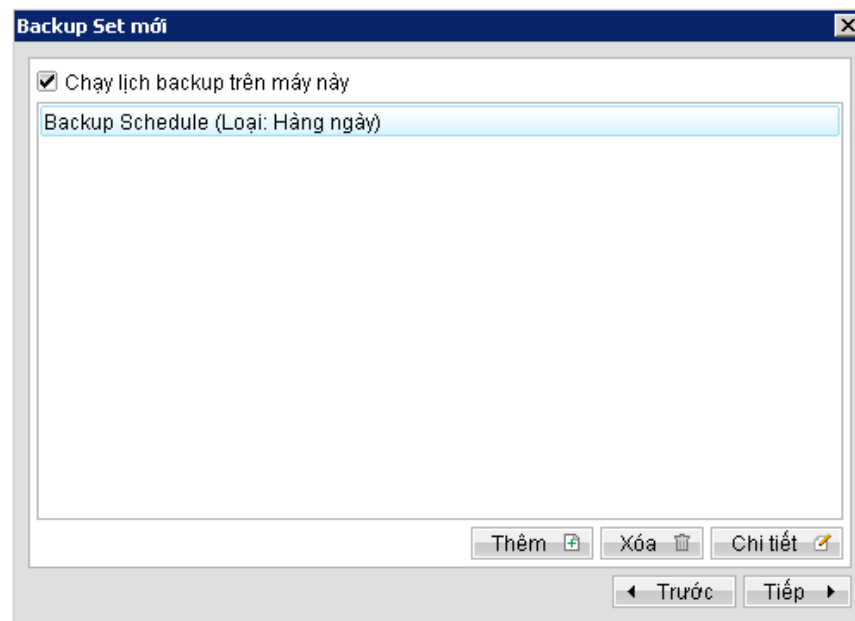 Backup Set mới
Chạy lịch backup trên máy này
Backup Schedule (Loại: Hàng ngày)
Thêm Xóa Chi tiết
Trước Tiếp